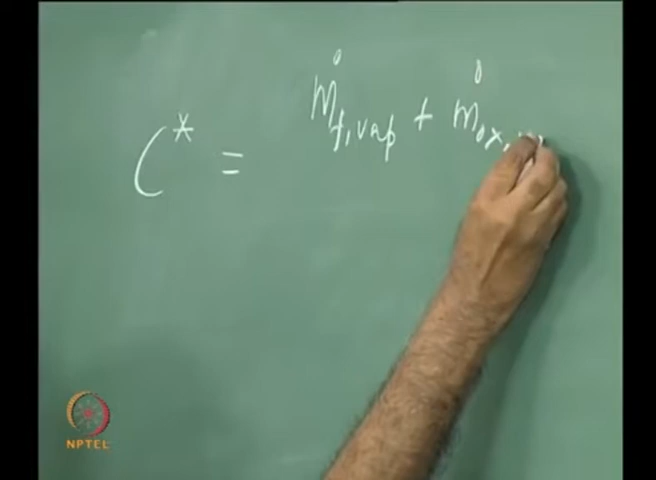 C* = ṁf,vap + ṁox,
NPTEL